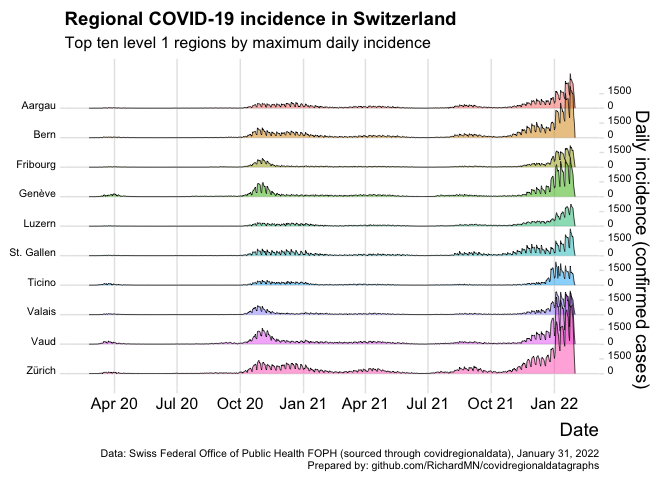 Regional COVID-19 incidence in Switzerland
Top ten level 1 regions by maximum daily incidence
Aargau
1500
0
Bern
1500
0
Fribourg
1500
0
Genève
1500
0
Luzern
1500
0
St. Gallen
1500
0
Ticino
1500
0
Valais
1500
0
Vaud
1500
0
Zürich
1500
0
Daily incidence (confirmed cases)
Apr 20 Jul 20 Oct 20 Jan 21 Apr 21 Jul 21 Oct 21 Jan 22
Date
Data: Swiss Federal Office of Public Health FOPH (sourced through covidregionaldata), January 31, 2022
Prepared by: github.com/RichardMN/covidregionaldatagraphs